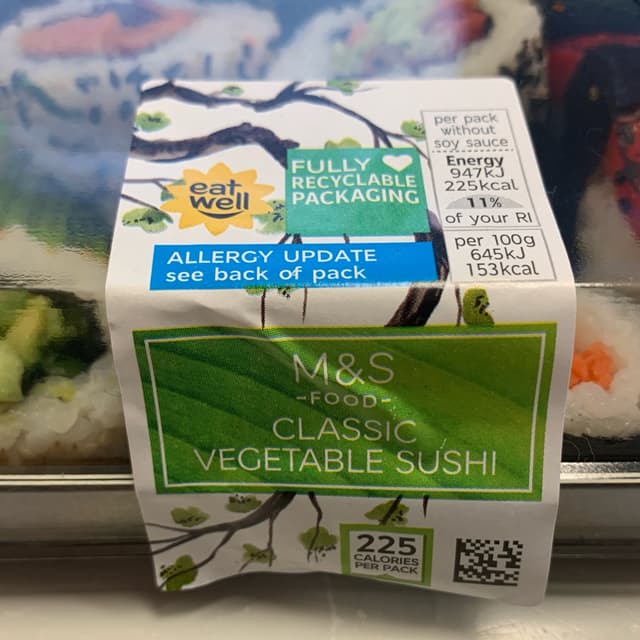 eat
well
FULLY
RECYCLABLE
PACKAGING
per pack
without
soy sauce
Energy
947kJ
225kcal
11%
of your RI
per 100g
645kJ
153kcal
ALLERGY UPDATE
see back of pack
M&S
-FOOD-
CLASSIC
VEGETABLE SUSHI
225
CALORIES
PER PACK